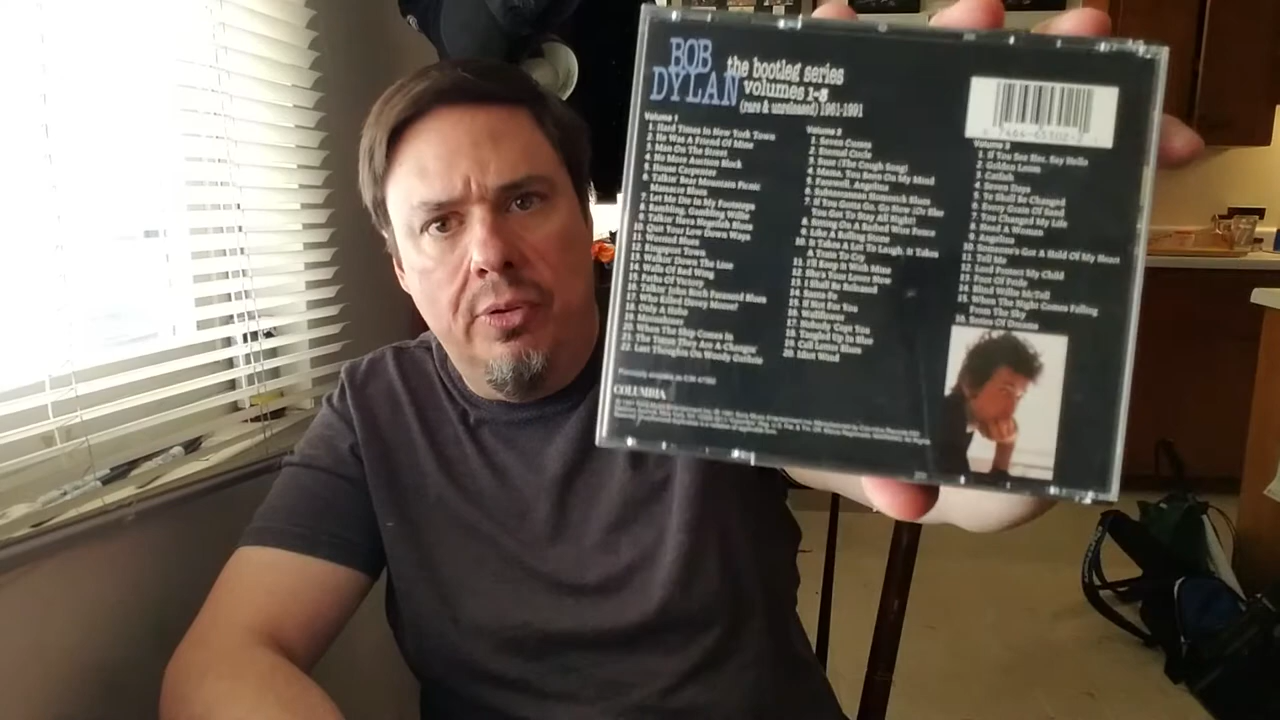 BOB
DYLAN
the bootleg series
volumes 1-3
(rare & unreleased) 1961-1991
Volume 1
1. Hard Times In New York Town
2. He Was A Friend Of Mine
3. Man On The Street
4. No More Auction Block
5. House Carpenter
6. Talkin' Bear Mountain Picnic
Massacre Blues
7. Let Me Die In My Footsteps
8. Rambling, Gambling Willie
9. Talkin' Hava Negeilah Blues
10. Quit Your Low Down Ways
11. Worried Blues
12. Kingsport Town
13. Walkin' Down The Line
14. Walls Of Red Wing
15. Paths Of Victory
16. Talkin' John Birch Paranoid Blues
17. Who Killed Davey Moore?
18. Only A Hobo
19. Moonshiner
20. When The Ship Comes In
21. The Times They Are A-Changin'
22. Last Thoughts On Woody Guthrie
Volume 2
1. Seven Curses
2. Eternal Circle
3. Suze (The Cough Song)
4. Mama, You Been On My Mind
5. Farewell, Angelina
6. Subterranean Homesick Blues
7. If You Gotta Go, Go Now (Or Else
You Got To Stay All Night)
8. Sitting On A Barbed Wire Fence
9. Like A Rolling Stone
10. It Takes A Lot To Laugh, It Takes
A Train To Cry
11. I'll Keep It With Mine
12. She's Your Lover Now
13. I Shall Be Released
14. Santa-Fe
15. If Not For You
16. Wallflower
17. Nobody 'Cept You
18. Tangled Up In Blue
19. Call Letter Blues
20. Idiot Wind
Volume 3
1. If You See Her, Say Hello
2. Golden Loom
3. Catfish
4. Seven Days
5. Ye Shall Be Changed
6. Every Grain Of Sand
7. You Changed My Life
8. Need A Woman
9. Angelina
10. Someone's Got A Hold Of My Heart
11. Tell Me
12. Lord Protect My Child
13. Foot Of Pride
14. Blind Willie McTell
15. When The Night Comes Falling
From The Sky
16. Series Of Dreams
COLUMBIA